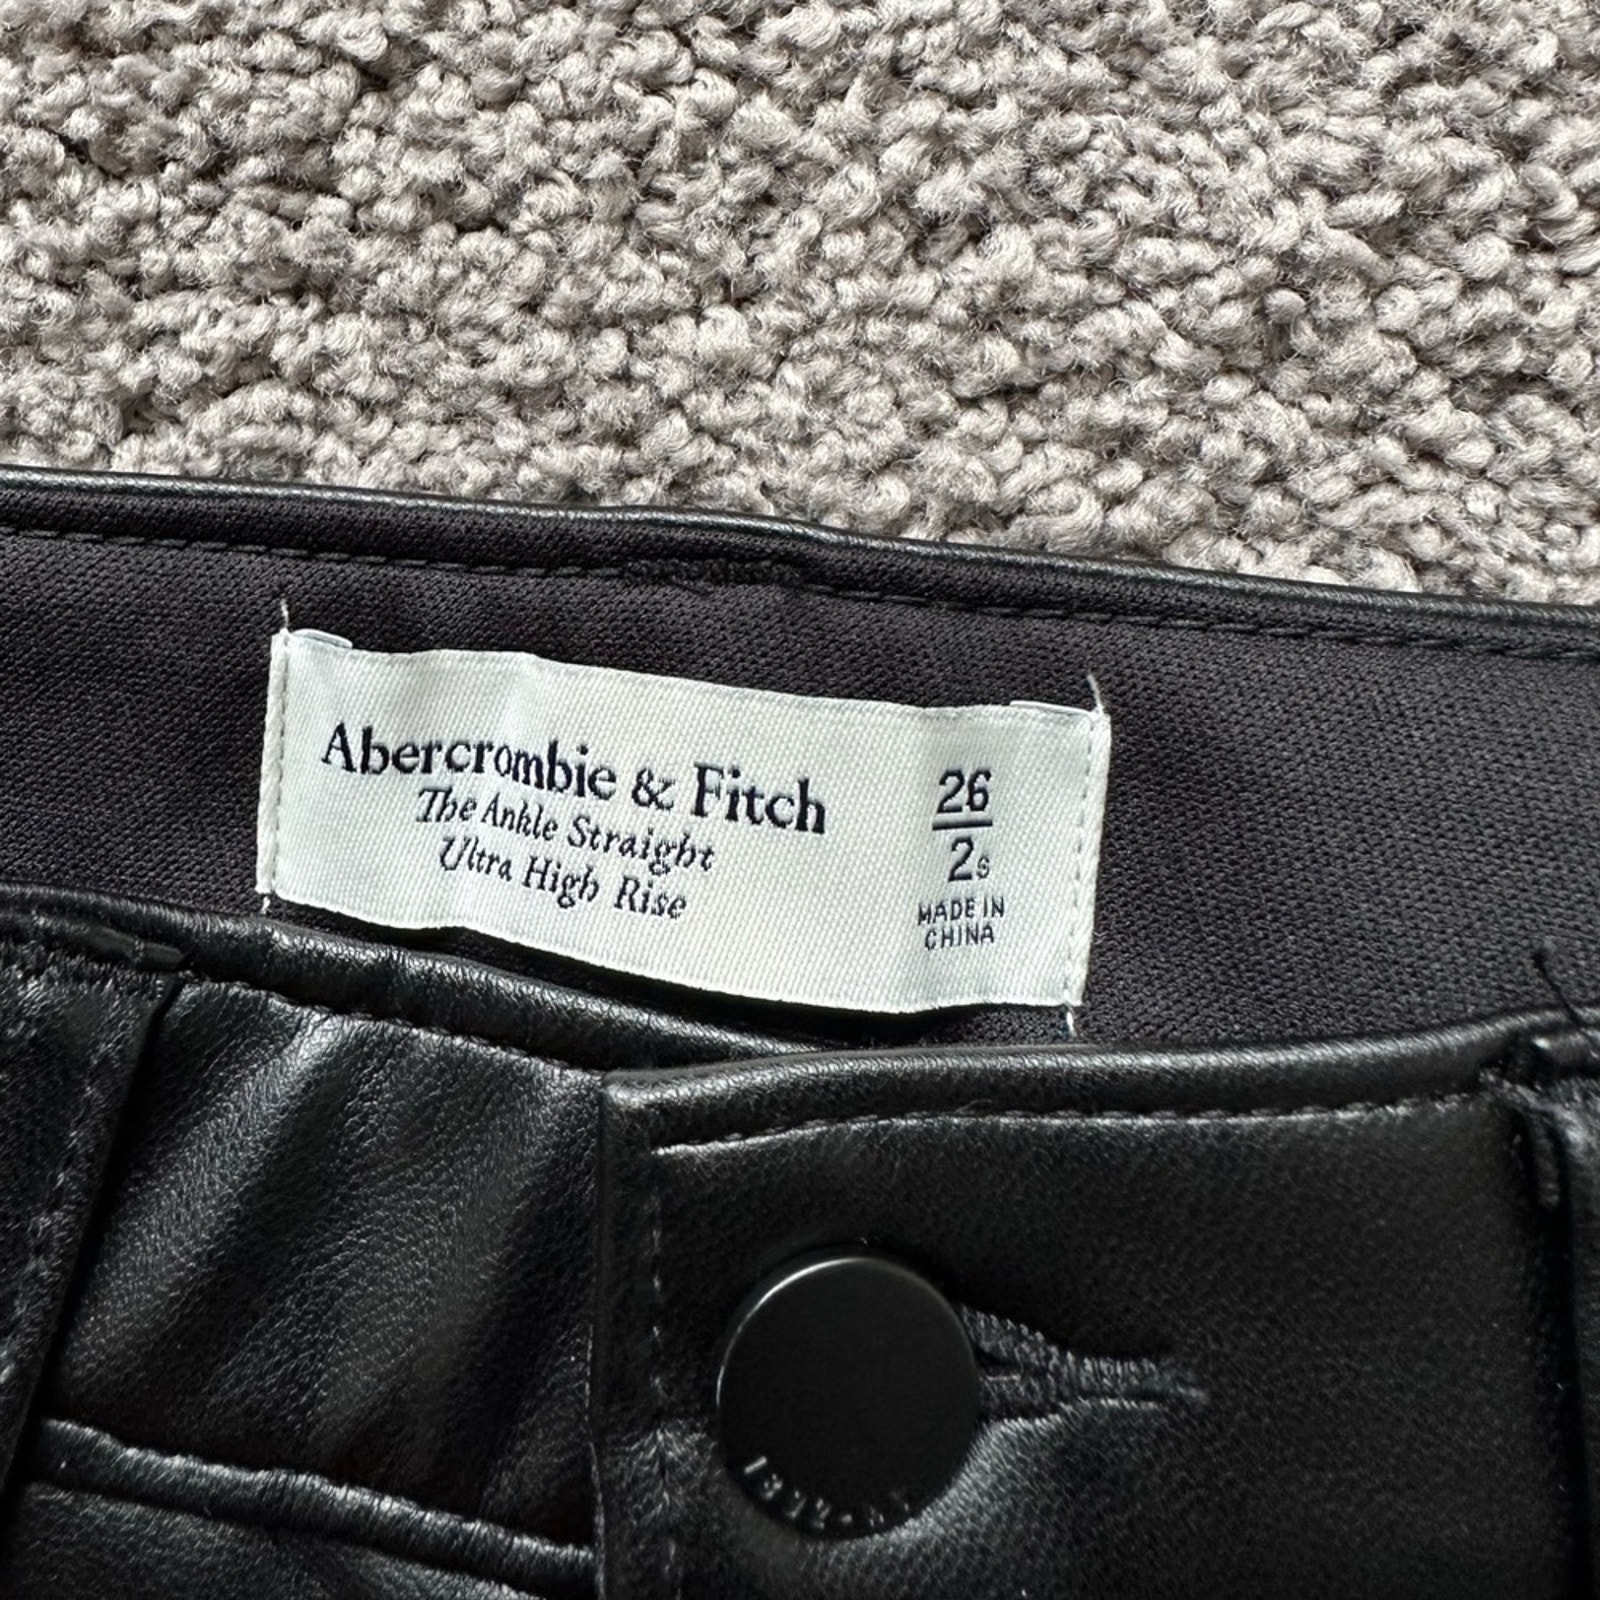 Abercrombie & Fitch
The Ankle Straight
Ultra High Rise
26
2s
MADE IN
CHINA